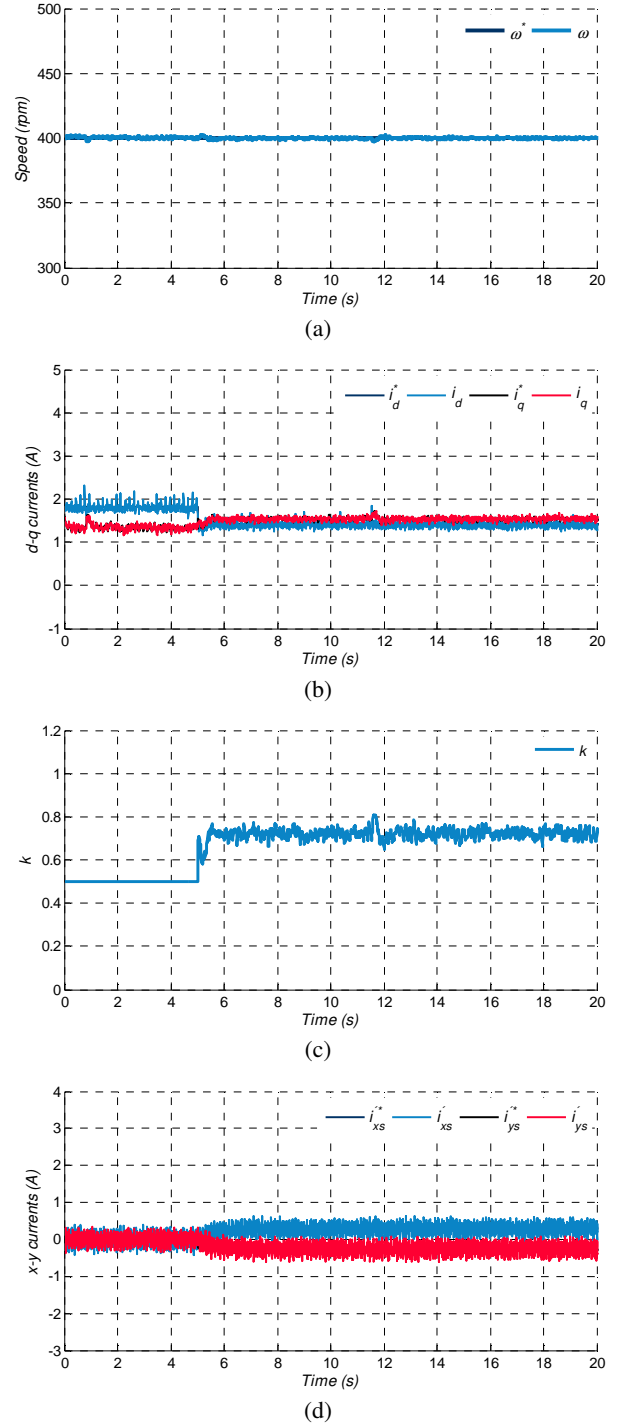 500
ω* ω
450
400
350
300
Speed (rpm)
0 2 4 6 8 10 12 14 16 18 20
Time (s)
(a)
5
i*d id i*q iq
4
3
2
1
0
-1
d-q currents (A)
0 2 4 6 8 10 12 14 16 18 20
Time (s)
(b)
1.2
k
1
0.8
0.6
0.4
0.2
0
k
0 2 4 6 8 10 12 14 16 18 20
Time (s)
(c)
4
i´*xs i´xs i´*ys i´ys
3
2
1
0
-1
-2
-3
x-y currents (A)
0 2 4 6 8 10 12 14 16 18 20
Time (s)
(d)